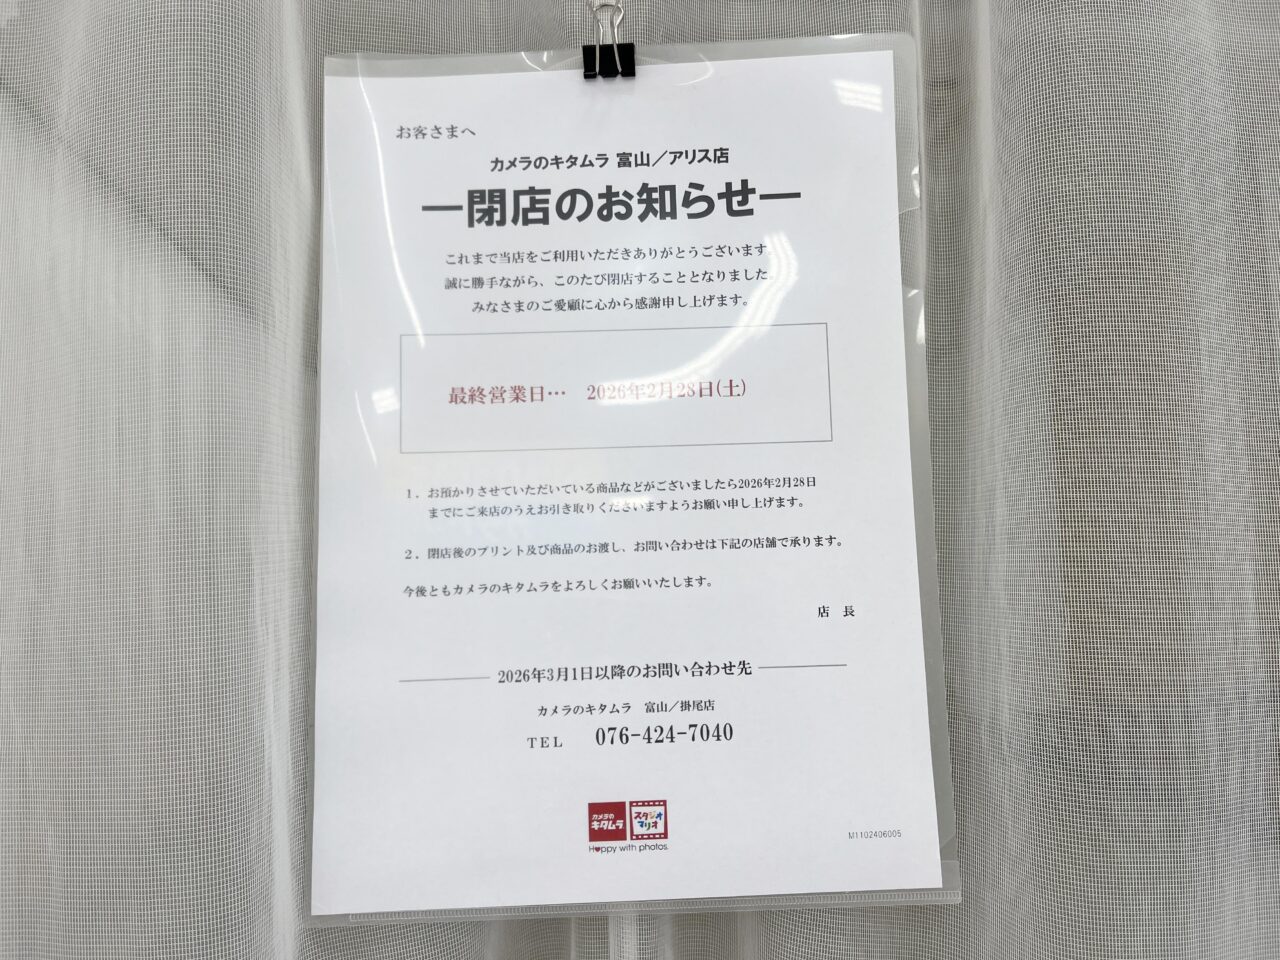 お客さまへ
カメラのキタムラ 富山／アリス店
―閉店のお知らせ―
これまで当店をご利用いただきありがとうございます
誠に勝手ながら、このたび閉店することとなりました
みなさまのご愛顧に心から感謝申し上げます。
最終営業日… 2026年2月28日(土)
1．お預かりさせていただいている商品などがございましたら2026年2月28日
までにご来店のうえお引き取りくださいますようお願い申し上げます。
2．閉店後のプリント及び商品のお渡し、お問い合わせは下記の店舗で承ります。
今後ともカメラのキタムラをよろしくお願いいたします。
店 長
2026年3月1日以降のお問い合わせ先
カメラのキタムラ 富山／掛尾店
TEL 076-424-7040
カメラの
キタムラ
スタジオ
マリオ
Happy with photos.
M1102406005